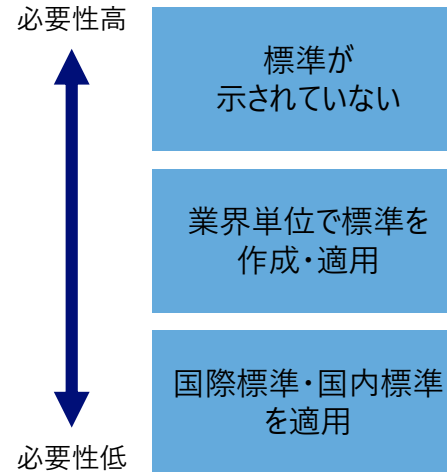 必要性高
標準が
示されていない
業界単位で標準を
作成・適用
国際標準・国内標準
を適用
必要性低